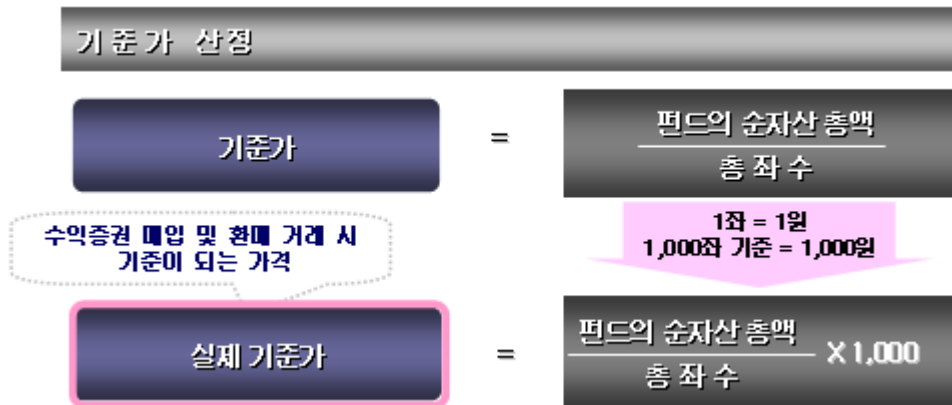 기준가 산정
기준가
=
펀드의 순자산 총액
총 좌 수
1좌 = 1원
1,000좌 기준 = 1,000원
수익증권 매입 및 환매 거래 시
기준이 되는 가격
실제 기준가
=
펀드의 순자산 총액
총 좌 수
X 1,000